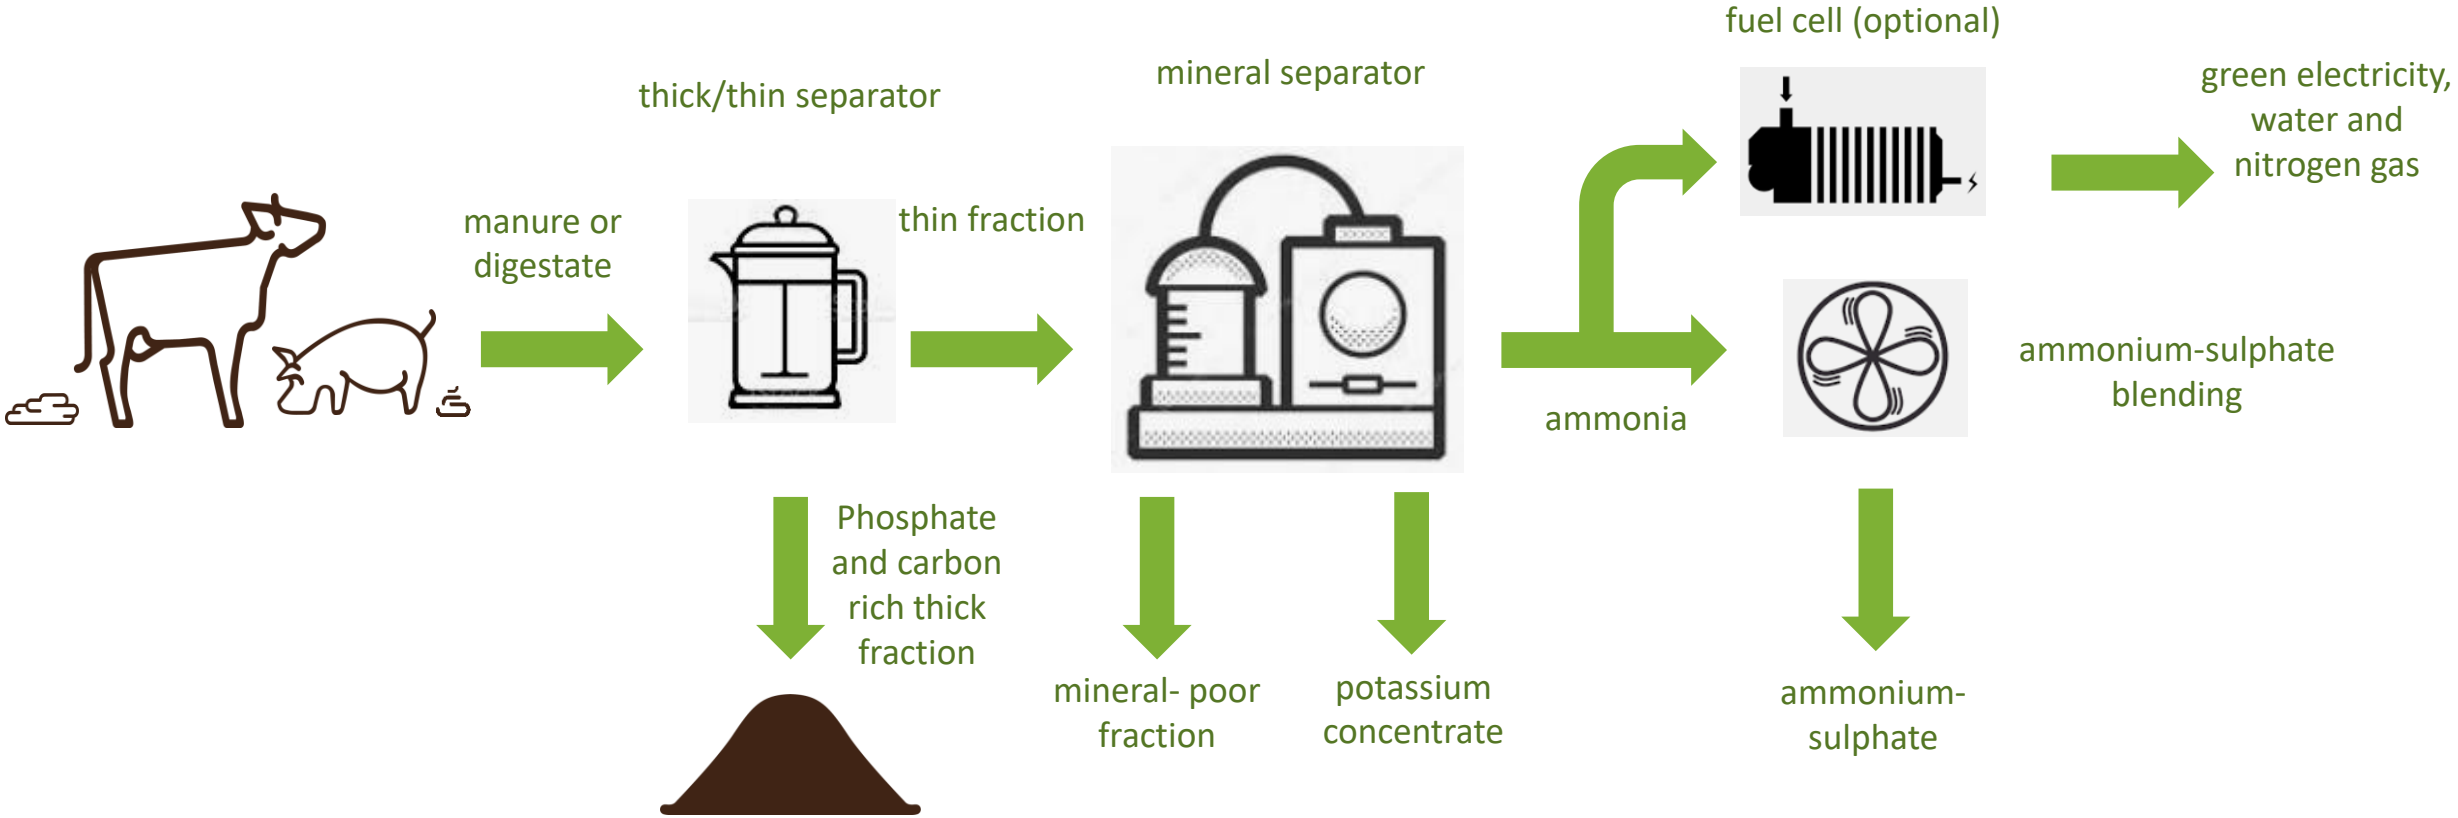 fuel cell (optional)
green electricity,
water and
nitrogen gas
mineral separator
thick/thin separator
manure or
digestate
thin fraction
ammonium-sulphate
blending
ammonia
Phosphate
and carbon
rich thick
fraction
mineral- poor
fraction
potassium
concentrate
ammonium-
sulphate